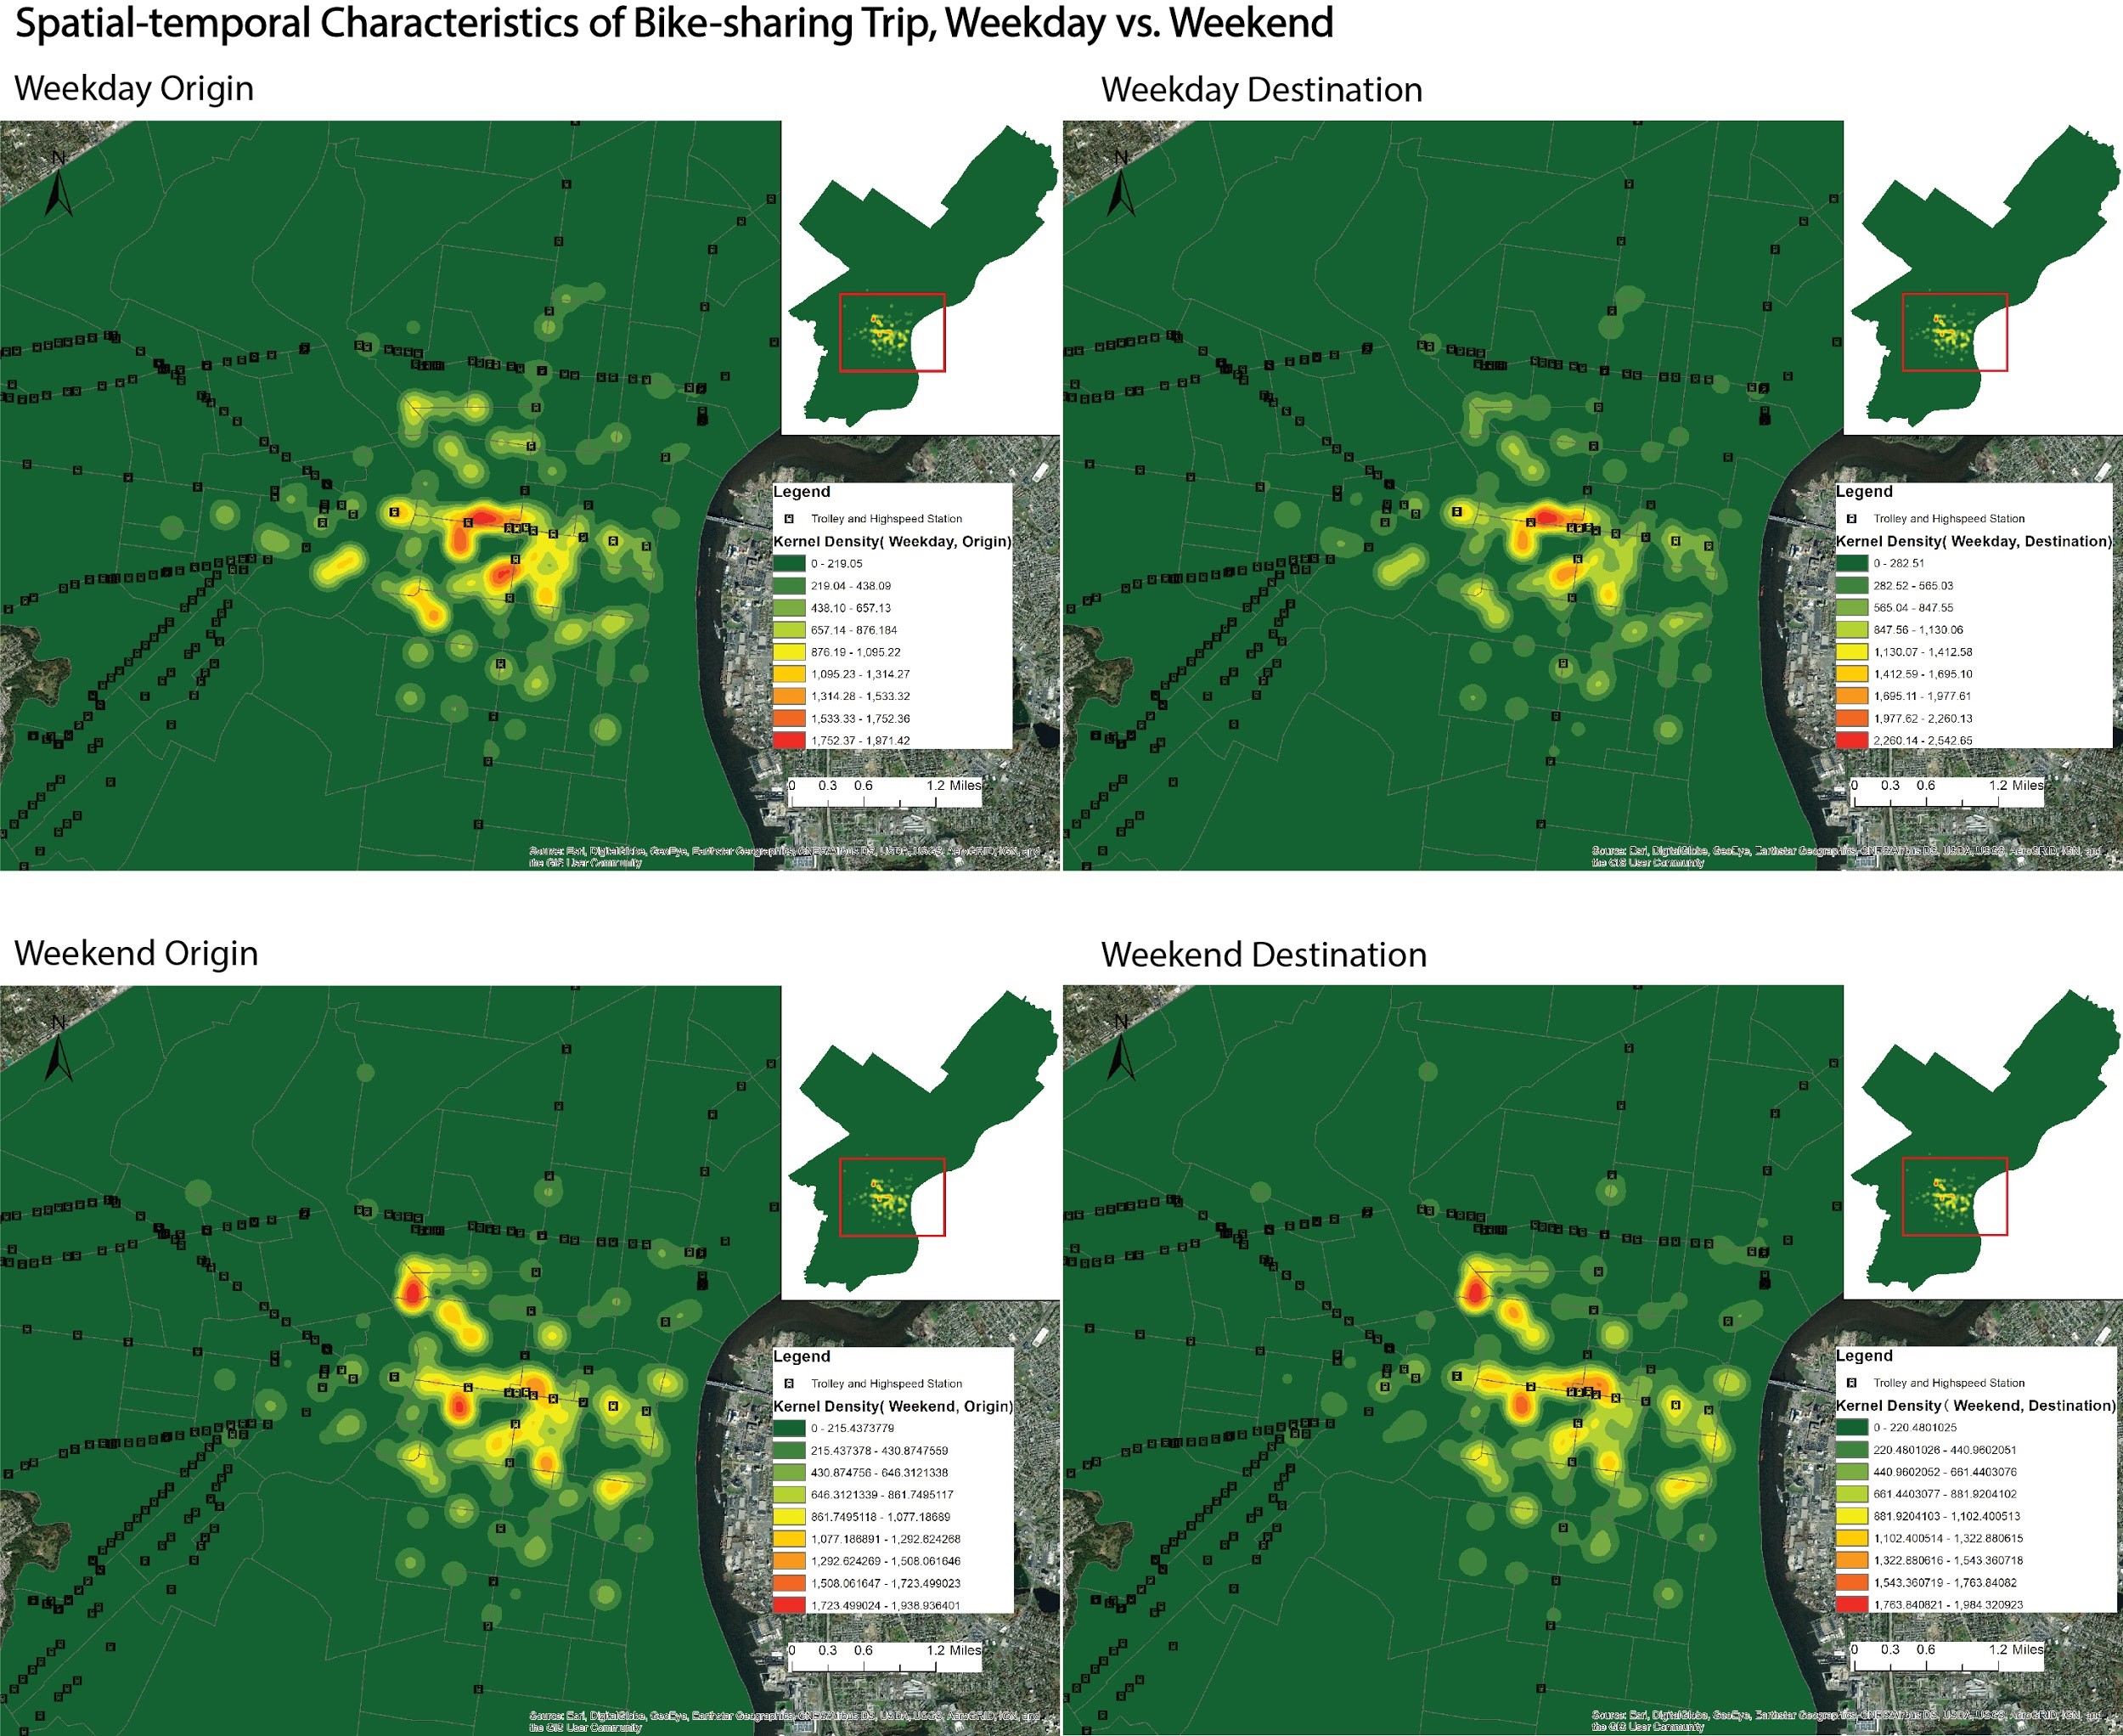 Spatial-temporal Characteristics of Bike-sharing Trip, Weekday vs. Weekend
Weekday Origin
N
Legend
Trolley and Highspeed Station
Kernel Density( Weekday, Origin)
0 - 219.05
219.04 - 438.09
438.10 - 657.13
657.14 - 876.184
876.19 - 1,095.22
1,095.23 - 1,314.27
1,314.28 - 1,533.32
1,533.33 - 1,752.36
1,752.37 - 1,971.42
0 0.3 0.6 1.2 Miles
Source: Esri, DigitalGlobe, GeoEye, Earthstar Geographics, CNES/Airbus DS, USDA, USGS, AeroGRID, IGN, and
the GIS User Community
Weekday Destination
N
Legend
Trolley and Highspeed Station
Kernel Density( Weekday, Destination)
0 - 282.51
282.52 - 565.03
565.04 - 847.55
847.56 - 1,130.06
1,130.07 - 1,412.58
1,412.59 - 1,695.10
1,695.11 - 1,977.61
1,977.62 - 2,260.13
2,260.14 - 2,542.65
0 0.3 0.6 1.2 Miles
Source: Esri, DigitalGlobe, GeoEye, Earthstar Geographics, CNES/Airbus DS, USDA, USGS, AeroGRID, IGN, and
the GIS User Community
Weekend Origin
N
Legend
Trolley and Highspeed Station
Kernel Density( Weekend, Origin)
0 - 215.4373779
215.437378 - 430.8747559
430.874756 - 646.3121338
646.3121339 - 861.7495117
861.7495118 - 1,077.18689
1,077.186891 - 1,292.624268
1,292.624269 - 1,508.061646
1,508.061647 - 1,723.499023
1,723.499024 - 1,938.936401
0 0.3 0.6 1.2 Miles
Source: Esri, DigitalGlobe, GeoEye, Earthstar Geographics, CNES/Airbus DS, USDA, USGS, AeroGRID, IGN, and
the GIS User Community
Weekend Destination
N
Legend
Trolley and Highspeed Station
Kernel Density( Weekend, Destination)
0 - 220.4801025
220.4801026 - 440.9602051
440.9602052 - 661.4403076
661.4403077 - 881.9204102
881.9204103 - 1,102.400513
1,102.400514 - 1,322.880615
1,322.880616 - 1,543.360718
1,543.360719 - 1,763.84082
1,763.840821 - 1,984.320923
0 0.3 0.6 1.2 Miles
Source: Esri, DigitalGlobe, GeoEye, Earthstar Geographics, CNES/Airbus DS, USDA, USGS, AeroGRID, IGN, and
the GIS User Community